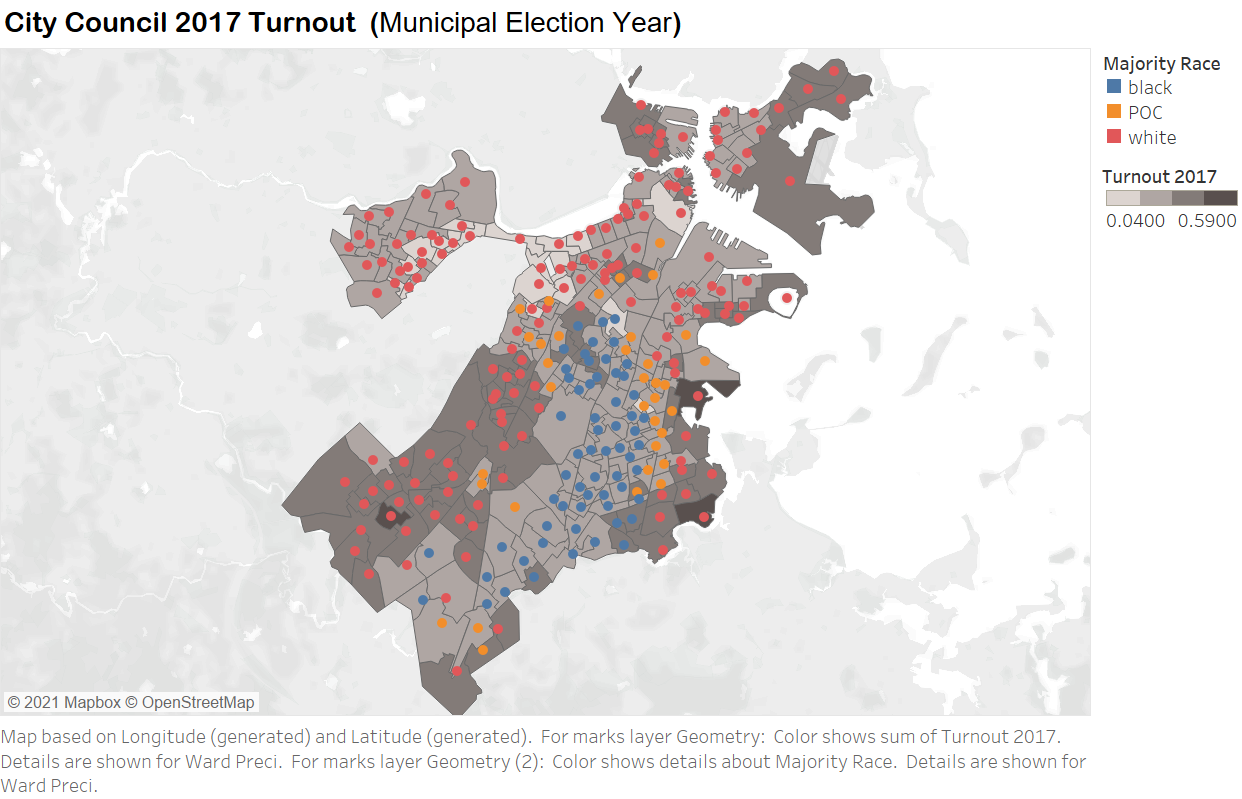 City Council 2017 Turnout (Municipal Election Year)
Majority Race
black
POC
white
Turnout 2017
0.0400 0.5900
© 2021 Mapbox © OpenStreetMap
Map based on Longitude (generated) and Latitude (generated). For marks layer Geometry: Color shows sum of Turnout 2017.
Details are shown for Ward Preci. For marks layer Geometry (2): Color shows details about Majority Race. Details are shown for
Ward Preci.